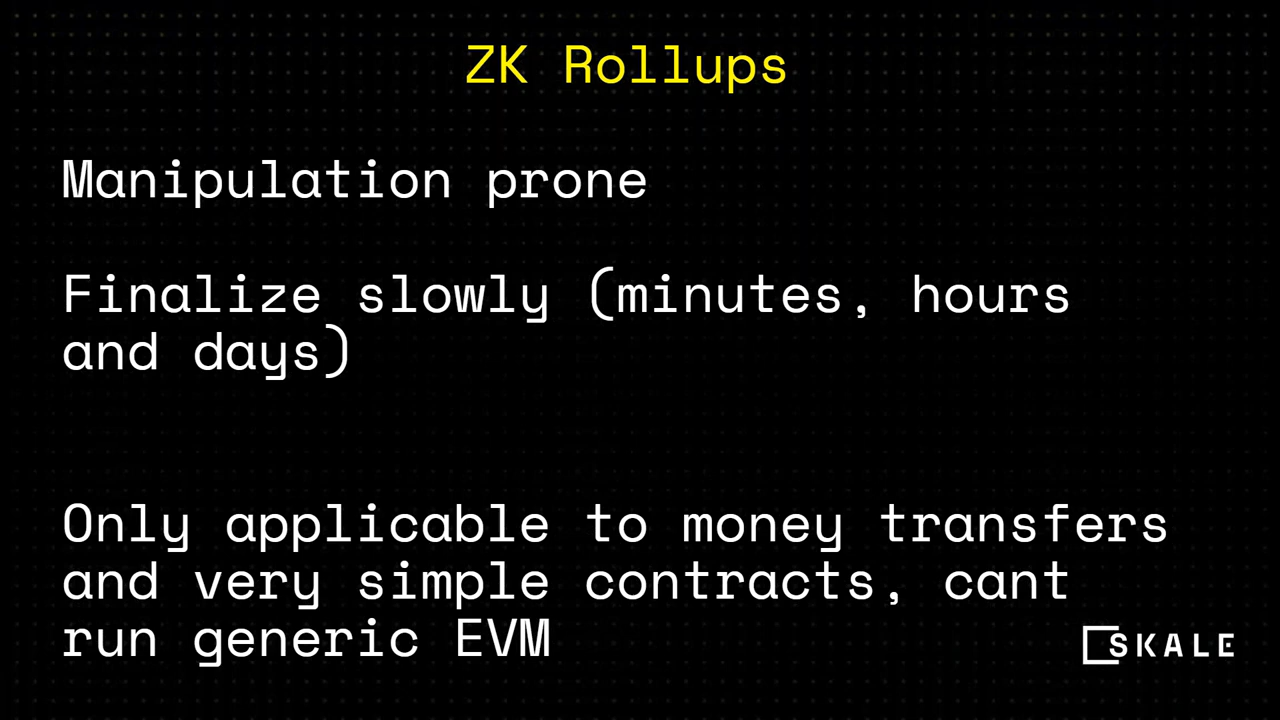 ZK Rollups
Manipulation prone
Finalize slowly (minutes, hours
and days)
Only applicable to money transfers
and very simple contracts, cant
run generic EVM
SKALE